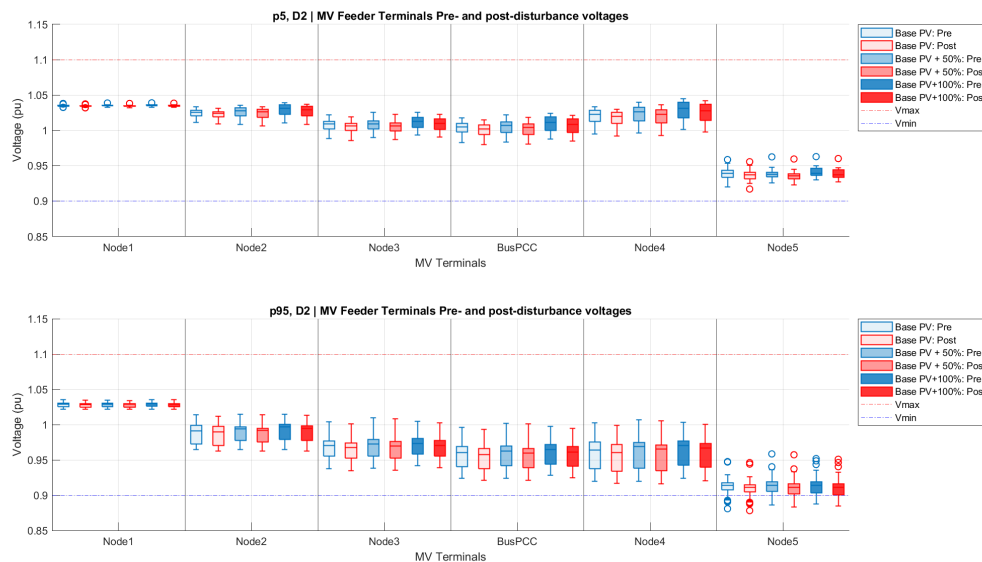 p5, D2 | MV Feeder Terminals Pre- and post-disturbance voltages
1.15
1.1
1.05
1
0.95
0.9
0.85
Voltage (pu)
Node1 Node2 Node3 BusPCC Node4 Node5
MV Terminals
Base PV: Pre
Base PV: Post
Base PV + 50%: Pre
Base PV + 50%: Post
Base PV+100%: Pre
Base PV+100%: Post
Vmax
Vmin
p95, D2 | MV Feeder Terminals Pre- and post-disturbance voltages
1.15
1.1
1.05
1
0.95
0.9
0.85
Voltage (pu)
Node1 Node2 Node3 BusPCC Node4 Node5
MV Terminals
Base PV: Pre
Base PV: Post
Base PV + 50%: Pre
Base PV + 50%: Post
Base PV+100%: Pre
Base PV+100%: Post
Vmax
Vmin